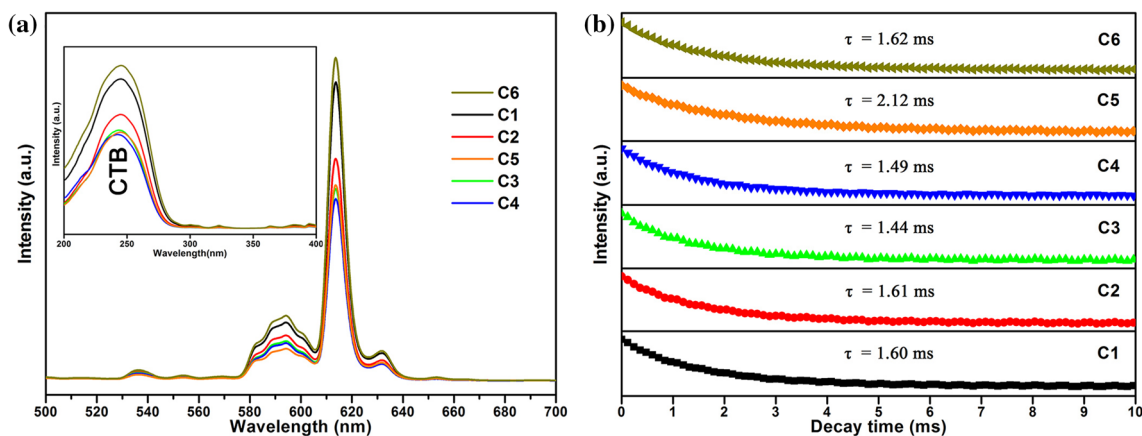 (a)
Intensity (a.u.)
CTB
200 250 300 350 400
Wavelength(nm)
C6
C1
C2
C5
C3
C4
Intensity (a.u.)
500 520 540 560 580 600 620 640 660 680 700
Wavelength (nm)
(b)
τ = 1.62 ms C6
τ = 2.12 ms C5
τ = 1.49 ms C4
τ = 1.44 ms C3
τ = 1.61 ms C2
τ = 1.60 ms C1
Intensity (a.u.)
0 1 2 3 4 5 6 7 8 9 10
Decay time (ms)